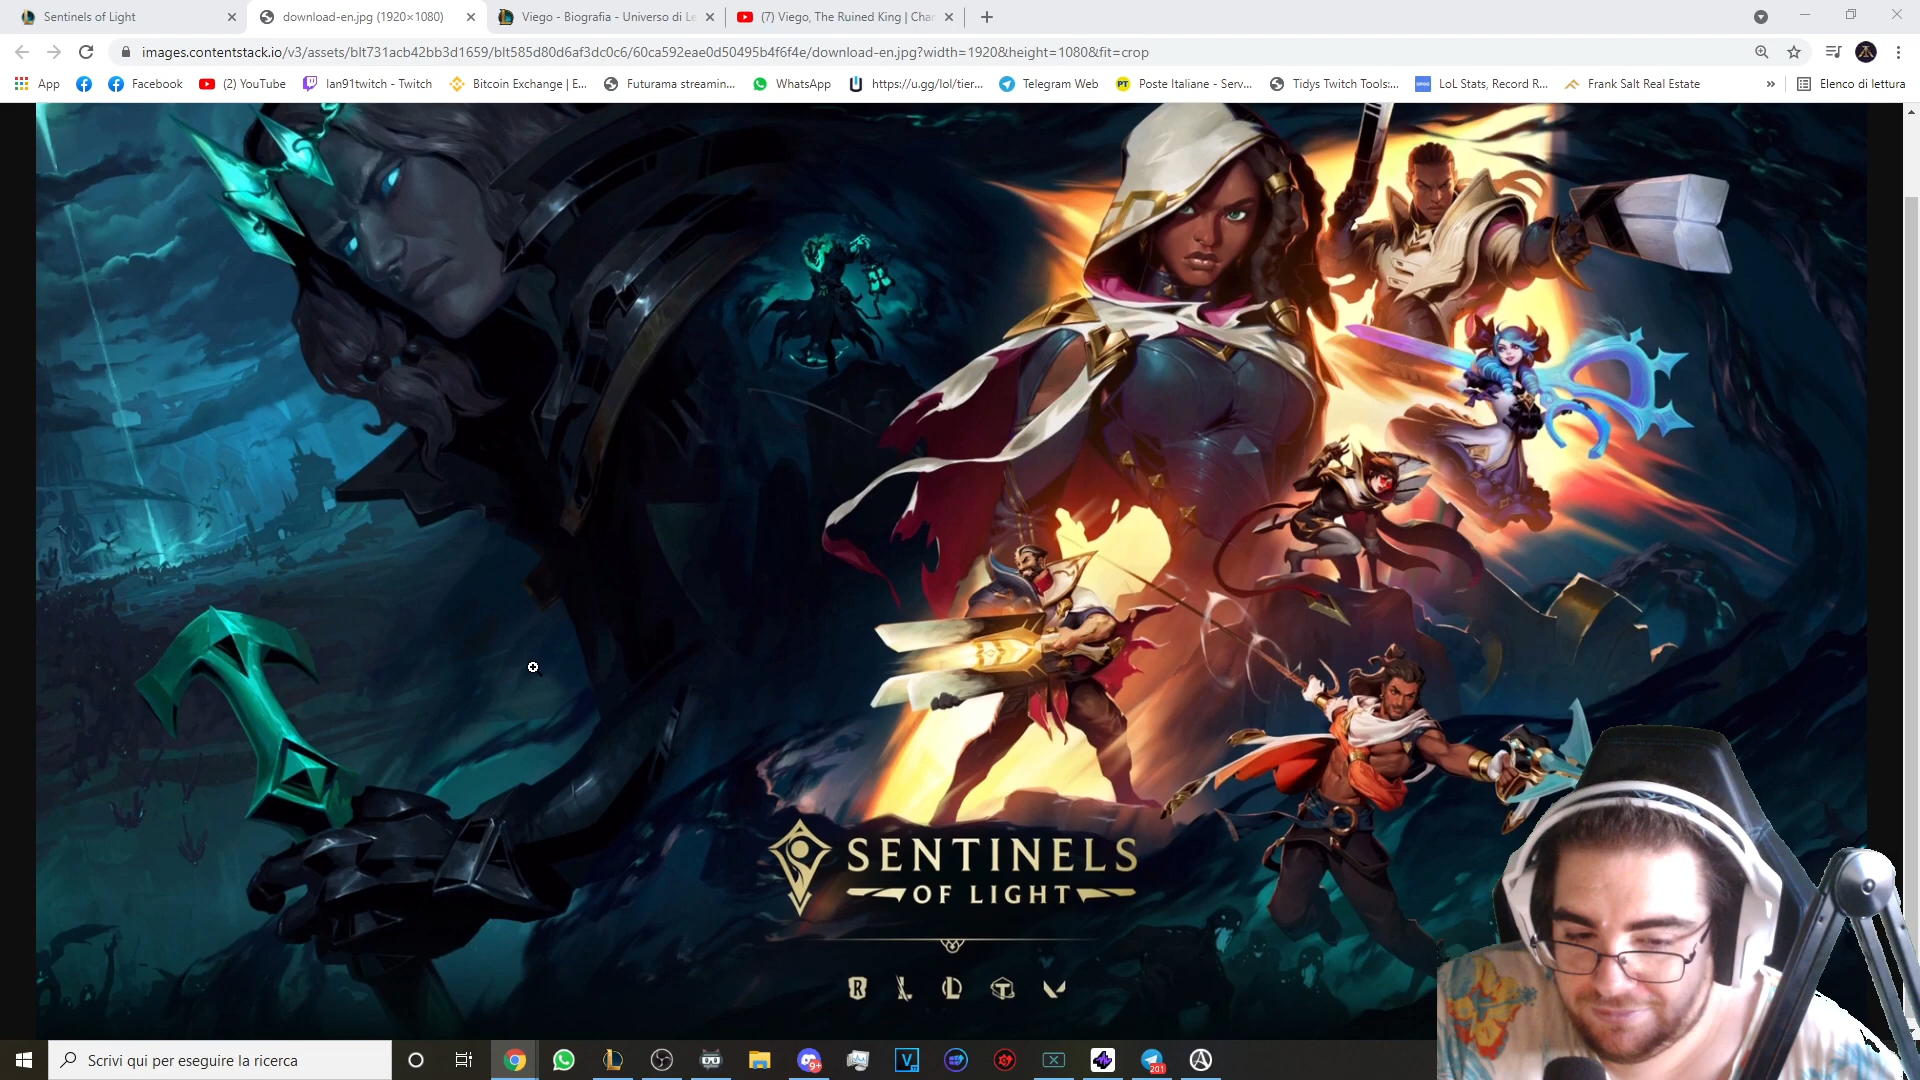 Sentinels of Light
download-en.jpg (1920×1080)
Viego - Biografia - Universo di Le
(7) Viego, The Ruined King | Cha
images.contentstack.io/v3/assets/blt731acb42bb3d1659/blt585d80d6af3dc0c6/60ca592eae0d50495b4f6f4e/download-en.jpg?width=1920&height=1080&fit=crop
App
Facebook
(2) YouTube
Ian91twitch - Twitch
Bitcoin Exchange | E...
Futurama streamin...
WhatsApp
https://u.gg/lol/tier...
Telegram Web
PT
Poste Italiane - Serv...
Tidys Twitch Tools:...
LoL Stats, Record R...
Frank Salt Real Estate
»
Elenco di lettura
SENTINELS
OF LIGHT
Scrivi qui per eseguire la ricerca
9+
201